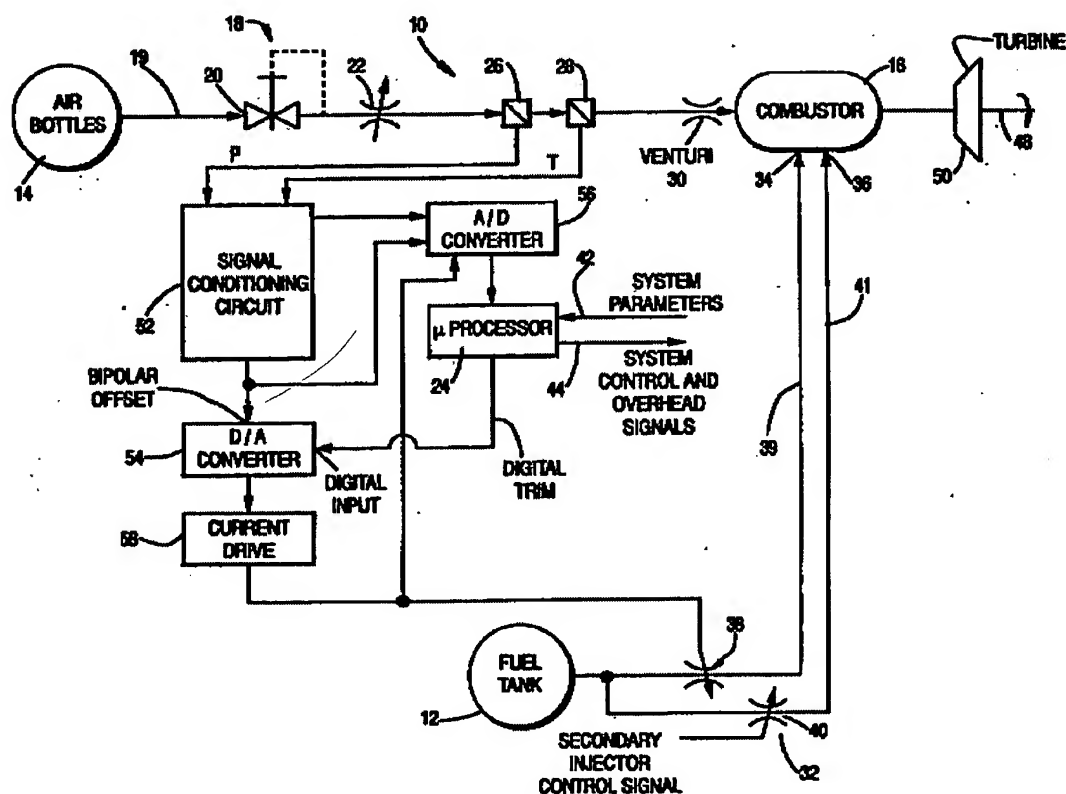 18
10
TURBINE
19
20
22
26
28
16
AIR
BOTTLES
COMBUSTOR
14
P
T
VENTURI
30
34
36
50
48
SIGNAL
CONDITIONING
CIRCUIT
52
A/D
CONVERTER
56
42
SYSTEM
PARAMETERS
41
μ PROCESSOR
24
44
SYSTEM
CONTROL AND
OVERHEAD
SIGNALS
39
BIPOLAR
OFFSET
D/A
CONVERTER
54
DIGITAL
INPUT
DIGITAL
TRIM
CURRENT
DRIVE
58
38
FUEL
TANK
12
40
SECONDARY
INJECTOR
CONTROL SIGNAL
32